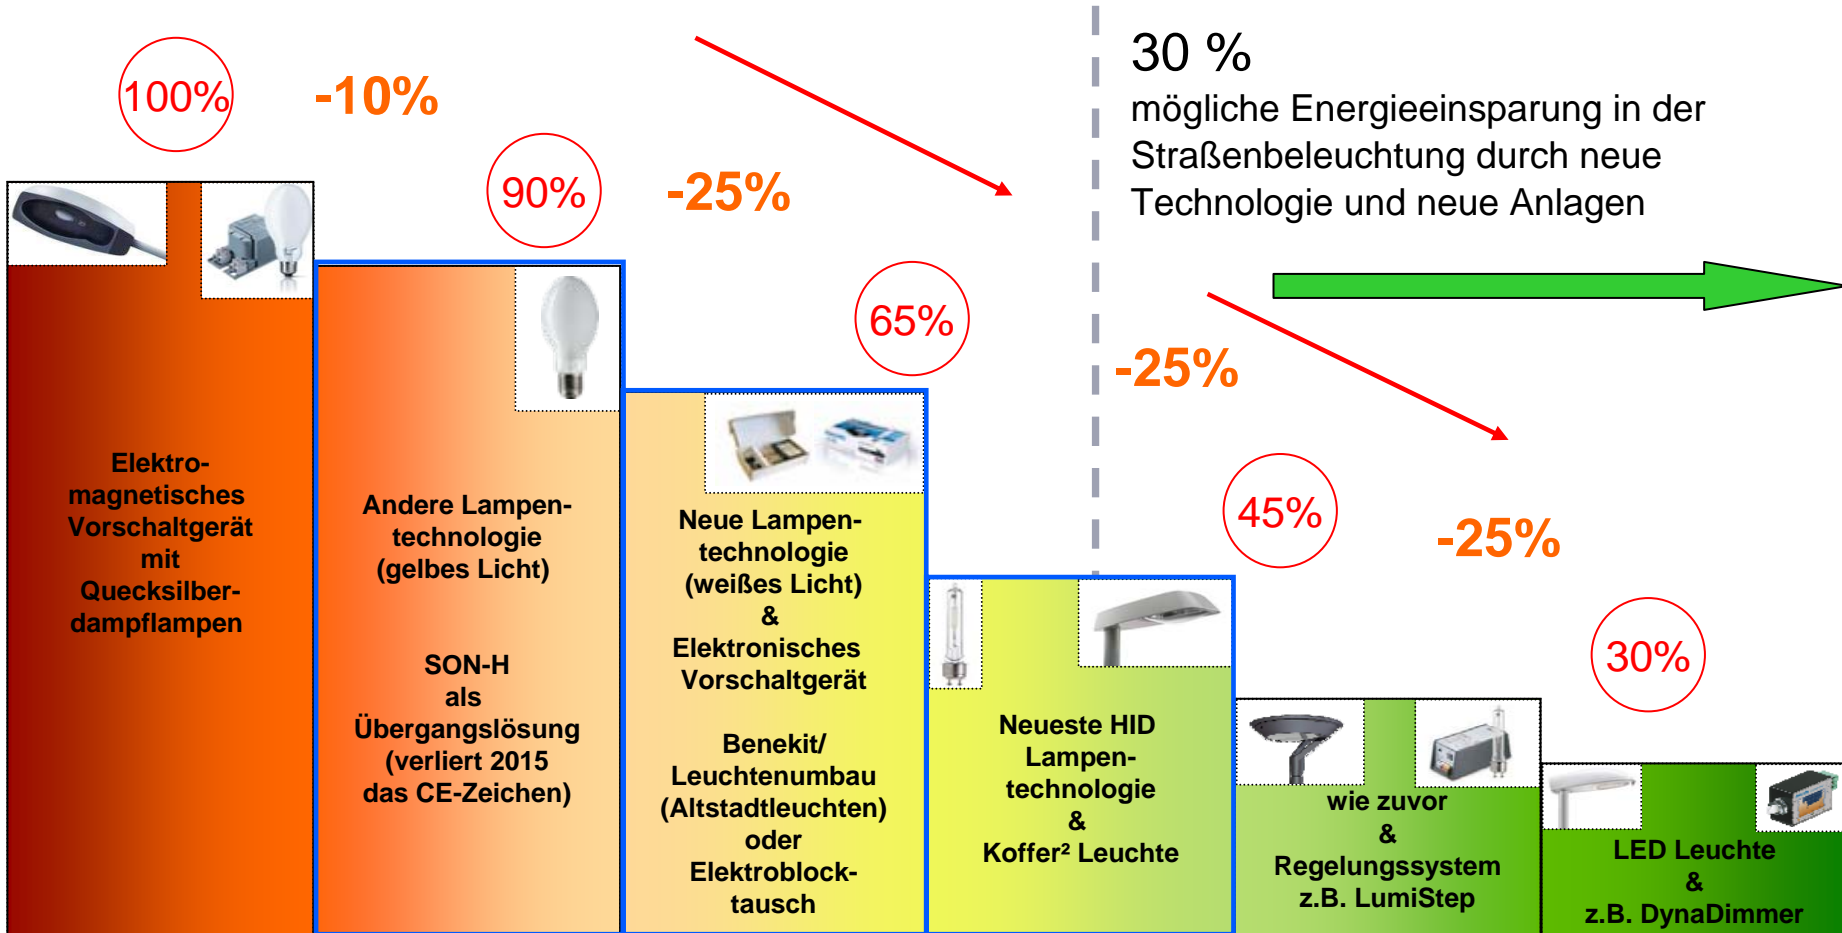 100%
-10%
90%
-25%
65%
30 %
mögliche Energieeinsparung in der
Straßenbeleuchtung durch neue
Technologie und neue Anlagen
-25%
45%
-25%
30%
Elektro-
magnetisches
Vorschaltgerät
mit
Quecksilber-
dampflampen
Andere Lampen-
technologie
(gelbes Licht)
SON-H
als
Übergangslösung
(verliert 2015
das CE-Zeichen)
Neue Lampen-
technologie
(weißes Licht)
&
Elektronisches
Vorschaltgerät
Benekit/
Leuchtenumbau
(Altstadtleuchten)
oder
Elektroblock-
tausch
Neueste HID
Lampen-
technologie
&
Koffer² Leuchte
wie zuvor
&
Regelungssystem
z.B. LumiStep
LED Leuchte
&
z.B. DynaDimmer